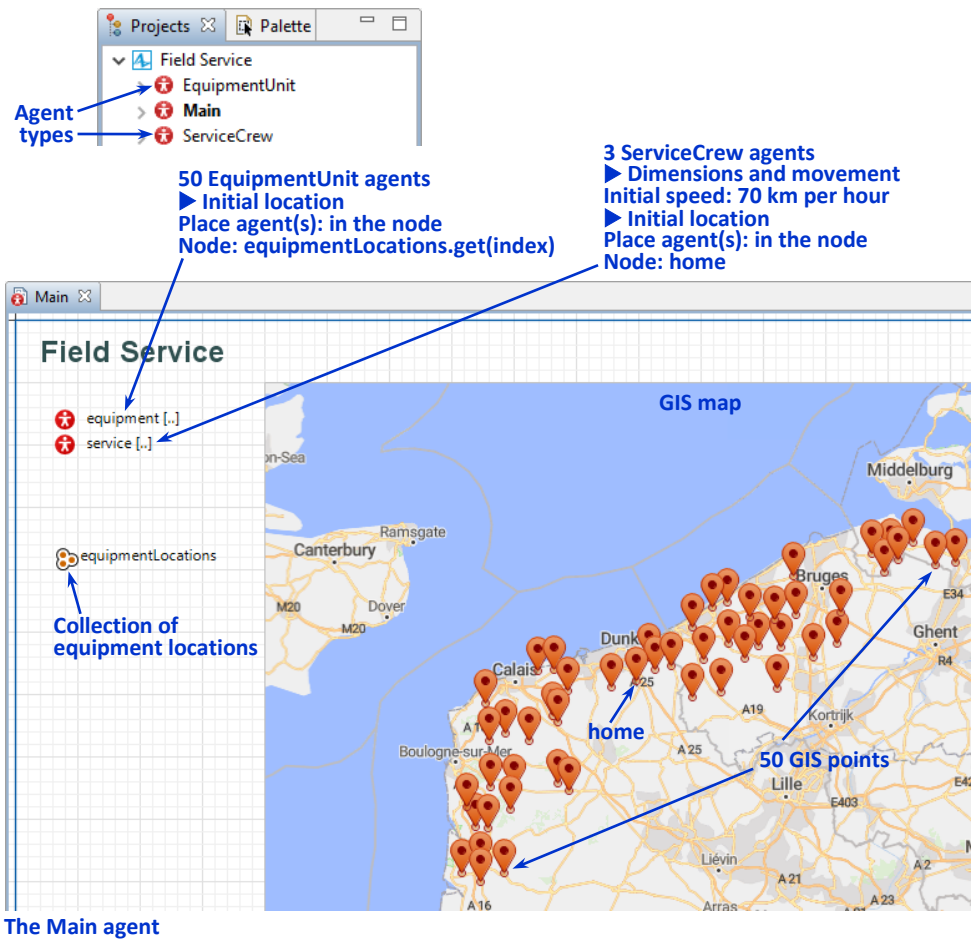 Projects
Palette
Field Service
EquipmentUnit
Main
ServiceCrew
Agent
types
50 EquipmentUnit agents
▶ Initial location
Place agent(s): in the node
Node: equipmentLocations.get(index)
3 ServiceCrew agents
▶ Dimensions and movement
Initial speed: 70 km per hour
▶ Initial location
Place agent(s): in the node
Node: home
Main
Field Service
equipment [..]
service [..]
equipmentLocations
Collection of
equipment locations
GIS map
on-Sea
Middelburg
Ramsgate
Canterbury
Bruges
M20
Dover
E34
M20
Dunk
Ghent
R4
Calais
A25
A19
Kortrijk
A1
home
Boulogne-sur-Mer
A 25
50 GIS points
Lille
E42
E403
Liévin
A 2
A 21
A 16
Arras
A 23
The Main agent